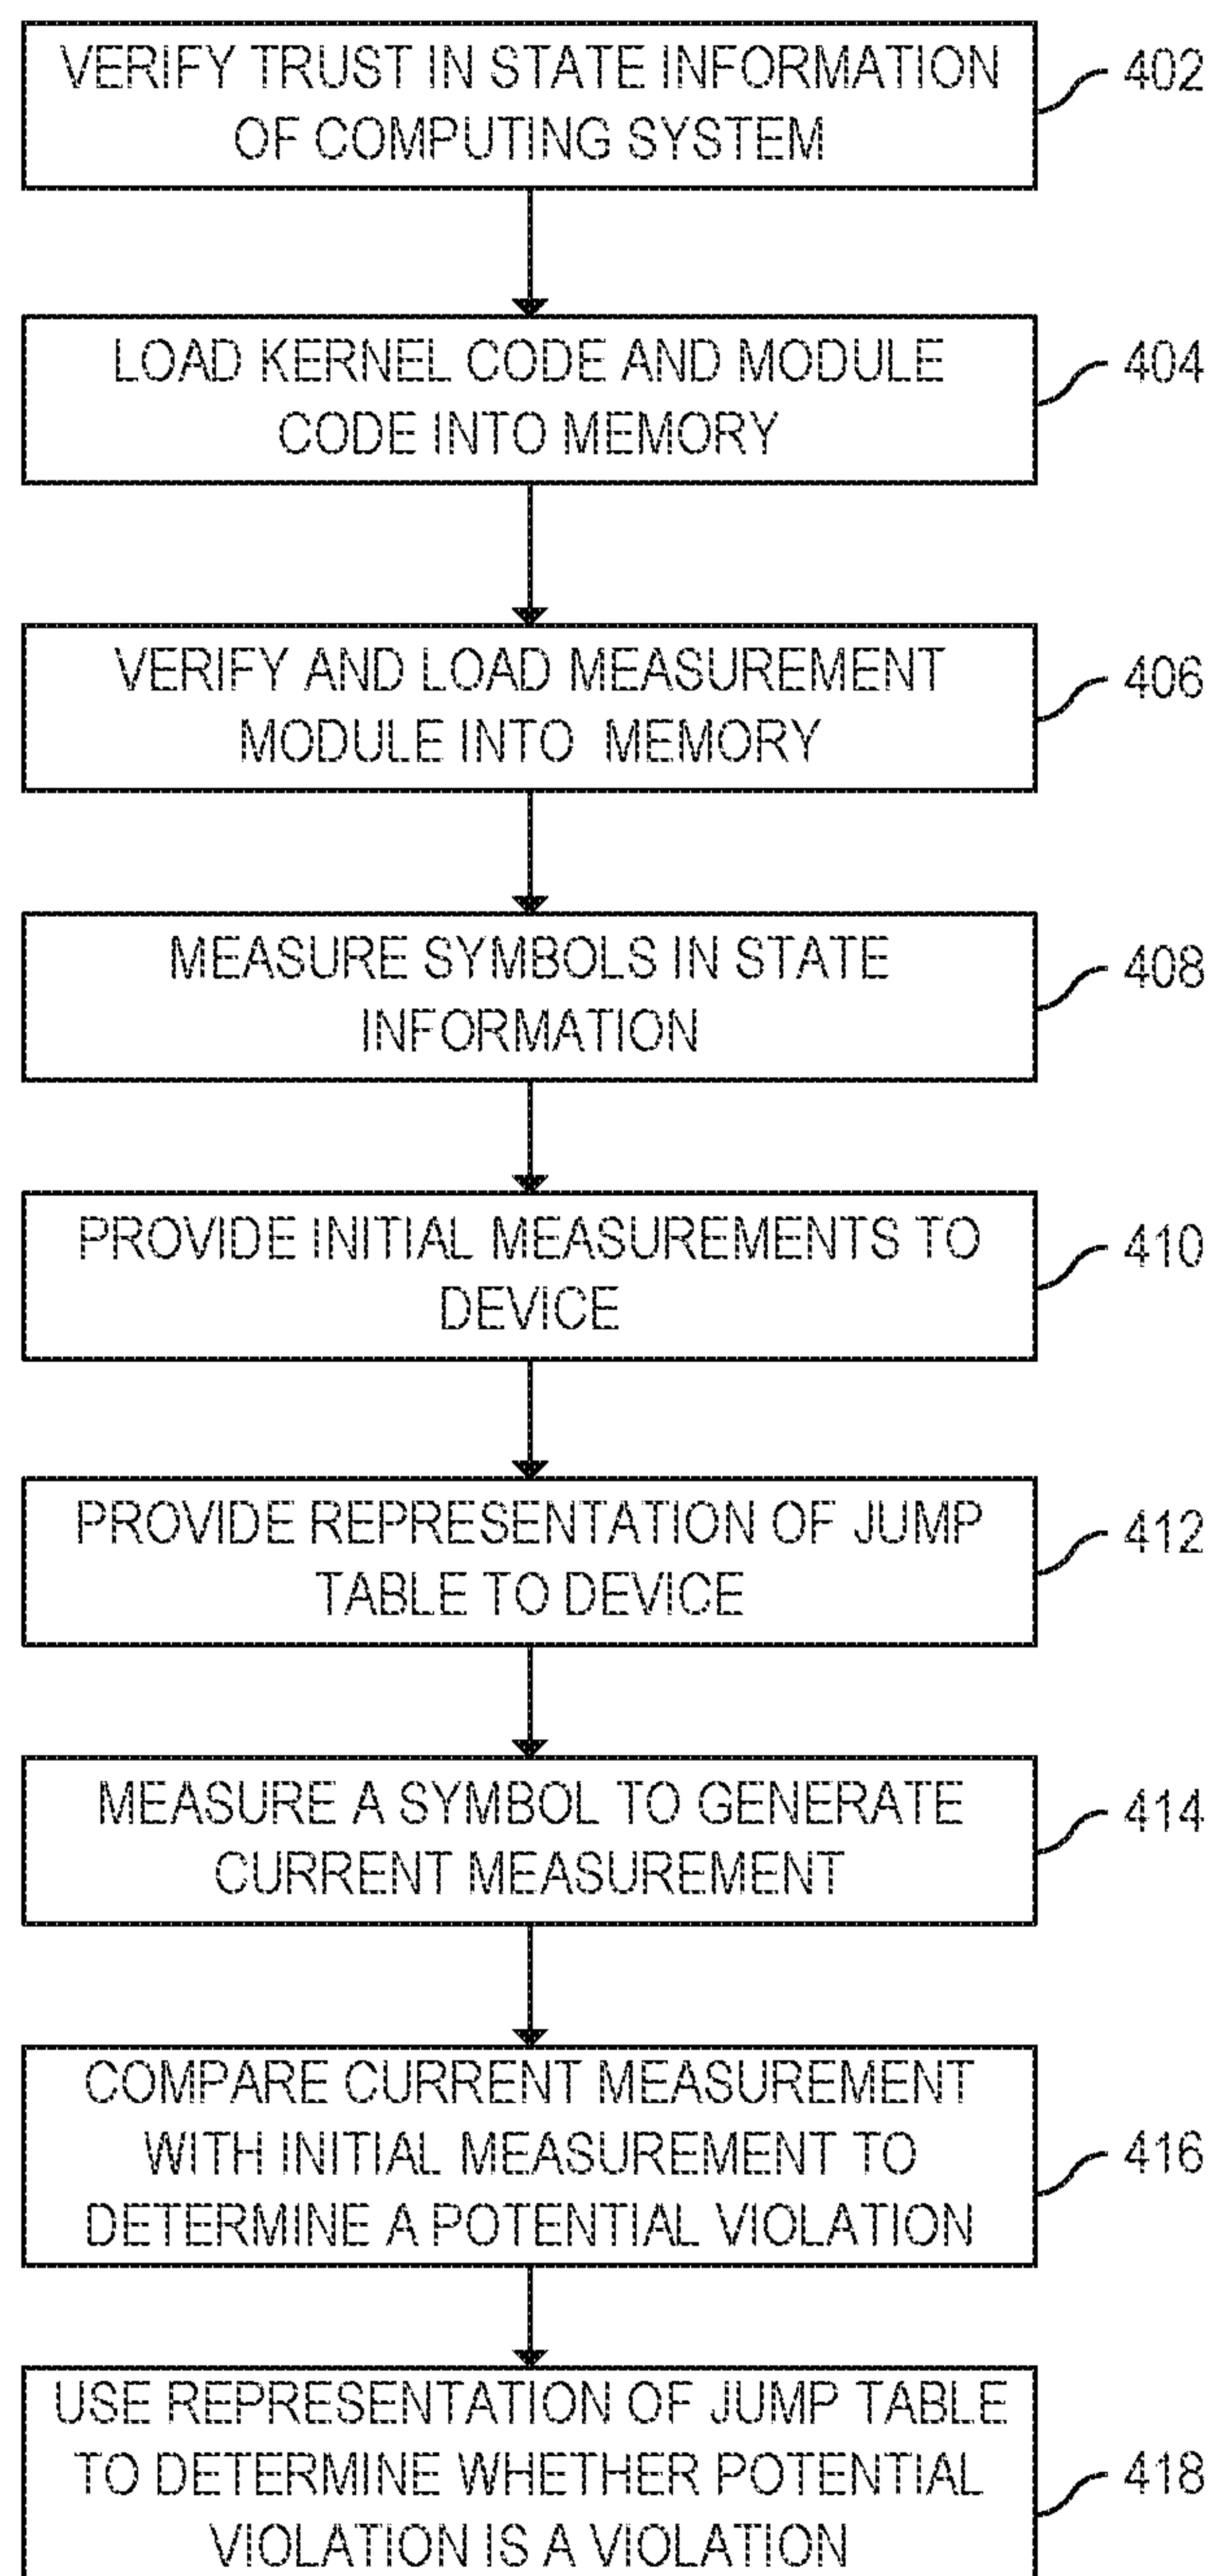 VERIFY TRUST IN STATE INFORMATION
OF COMPUTING SYSTEM
402
LOAD KERNEL CODE AND MODULE
CODE INTO MEMORY
404
VERIFY AND LOAD MEASUREMENT
MODULE INTO MEMORY
406
MEASURE SYMBOLS IN STATE
INFORMATION
408
PROVIDE INITIAL MEASUREMENTS TO
DEVICE
410
PROVIDE REPRESENTATION OF JUMP
TABLE TO DEVICE
412
MEASURE A SYMBOL TO GENERATE
CURRENT MEASUREMENT
414
COMPARE CURRENT MEASUREMENT
WITH INITIAL MEASUREMENT TO
DETERMINE A POTENTIAL VIOLATION
416
USE REPRESENTATION OF JUMP TABLE
TO DETERMINE WHETHER POTENTIAL
VIOLATION IS A VIOLATION
418